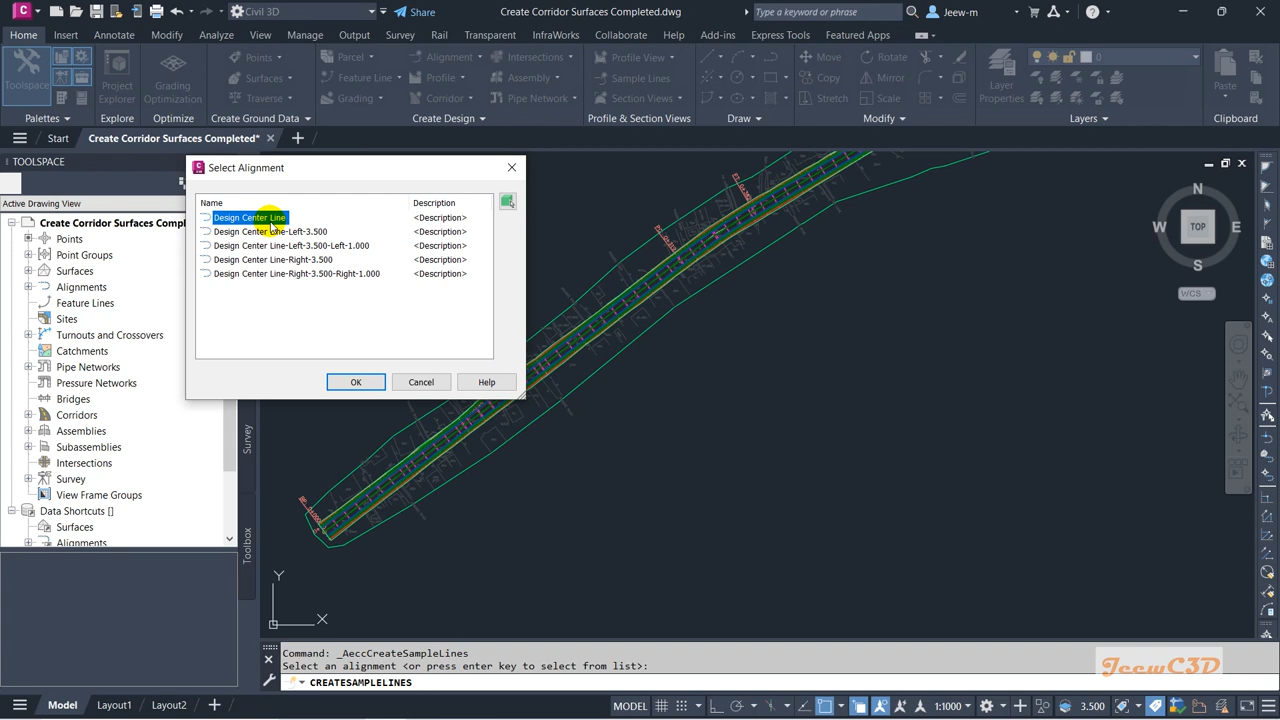 Civil 3D
Share
Create Corridor Surfaces Completed.dwg
Type a keyword or phrase
Jeew-m
Home Insert Annotate Modify Analyze View Manage Output Survey Rail Transparent InfraWorks Collaborate Help Add-ins Express Tools Featured Apps
Toolspace
Project Explorer
Grading Optimization
Points
Surfaces
Traverse
Parcel
Feature Line
Grading
Alignment
Profile
Corridor
Intersections
Assembly
Pipe Network
Profile View
Sample Lines
Section Views
Move
Copy
Stretch
Rotate
Mirror
Scale
Layer Properties
0
Paste
Palettes Explore Optimize Create Ground Data Create Design Profile & Section Views Draw Modify Layers Clipboard
Start Create Corridor Surfaces Completed*
TOOLSPACE
Active Drawing View
Create Corridor Surfaces Compl
Points
Point Groups
Surfaces
Alignments
Feature Lines
Sites
Turnouts and Crossovers
Catchments
Pipe Networks
Pressure Networks
Bridges
Corridors
Assemblies
Subassemblies
Intersections
Survey
View Frame Groups
Data Shortcuts []
Surfaces
Alignments
Survey
Toolbox
Select Alignment
Name Description
Design Center Line <Description>
Design Center Line-Left-3.500 <Description>
Design Center Line-Left-3.500-Left-1.000 <Description>
Design Center Line-Right-3.500 <Description>
Design Center Line-Right-3.500-Right-1.000 <Description>
OK Cancel Help
N
W TOP E
S
WCS
Y
X
Command: _AeccCreateSampleLines
Select an alignment <or press enter key to select from list>:
CREATESAMPLELINES
JeewC3D
Model Layout1 Layout2
MODEL
1:1000
3.500